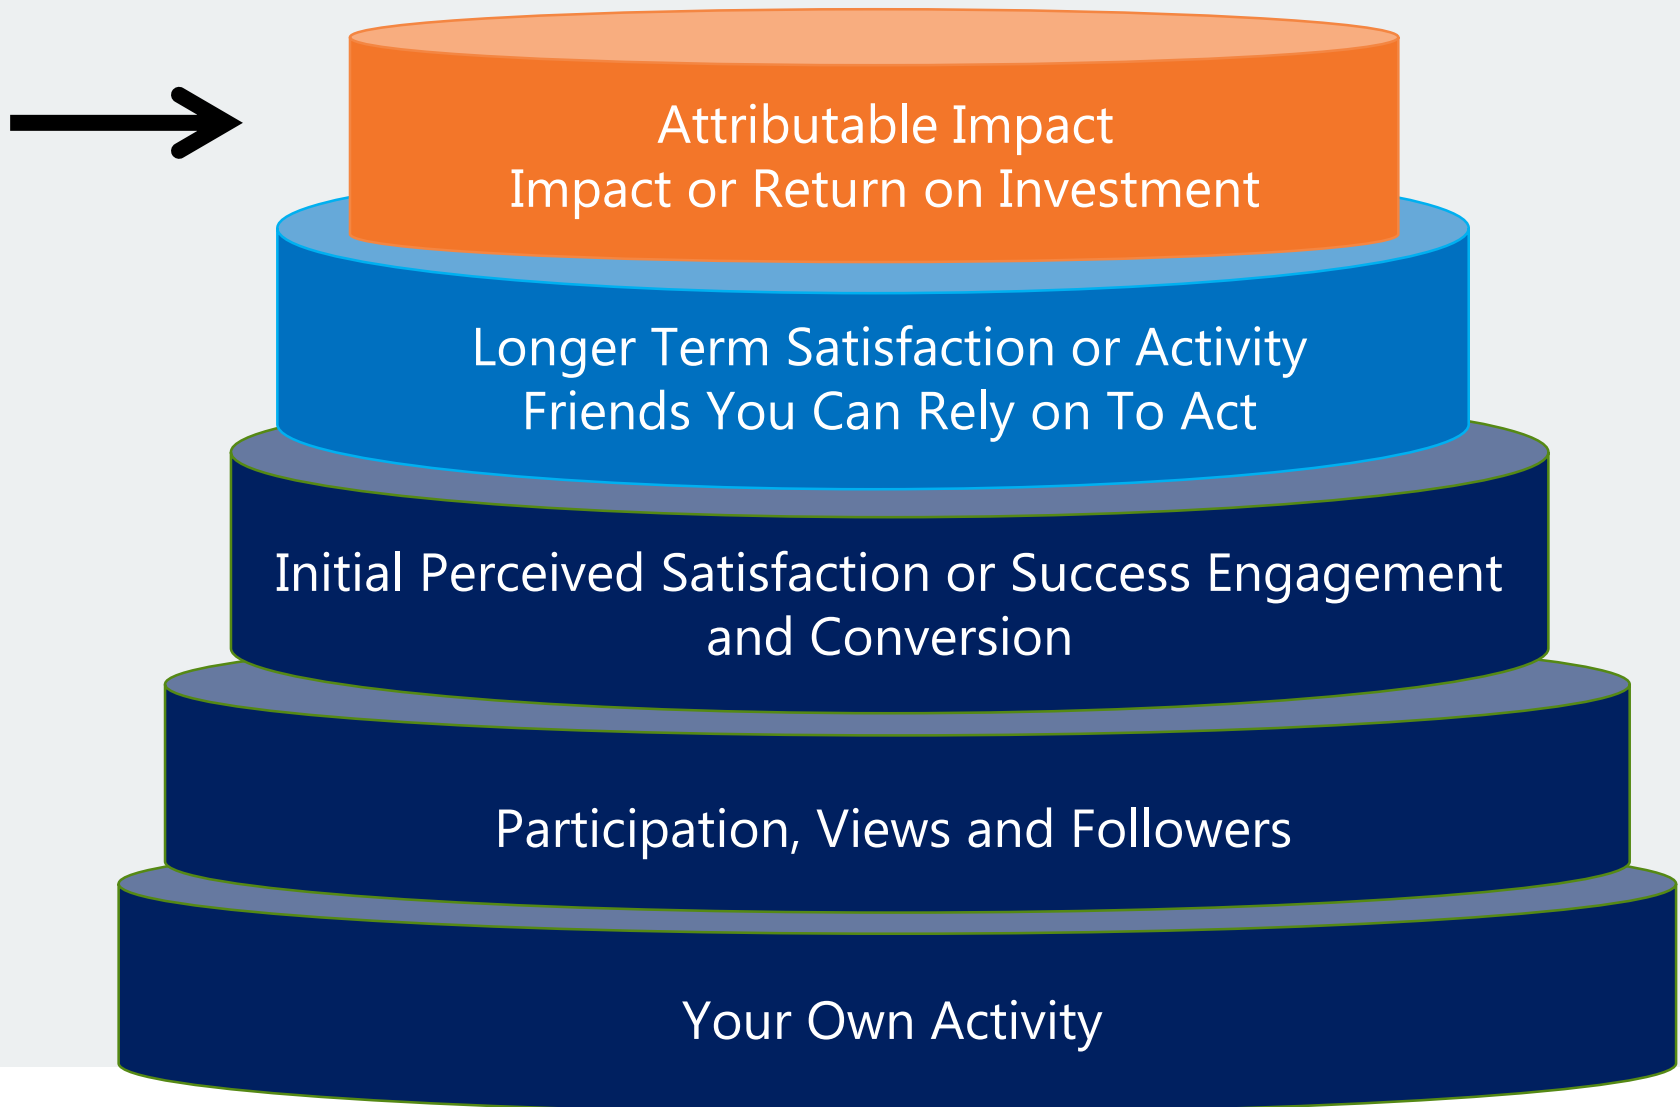 Attributable Impact
Impact or Return on Investment
Longer Term Satisfaction or Activity
Friends You Can Rely on To Act
Initial Perceived Satisfaction or Success Engagement
and Conversion
Participation, Views and Followers
Your Own Activity